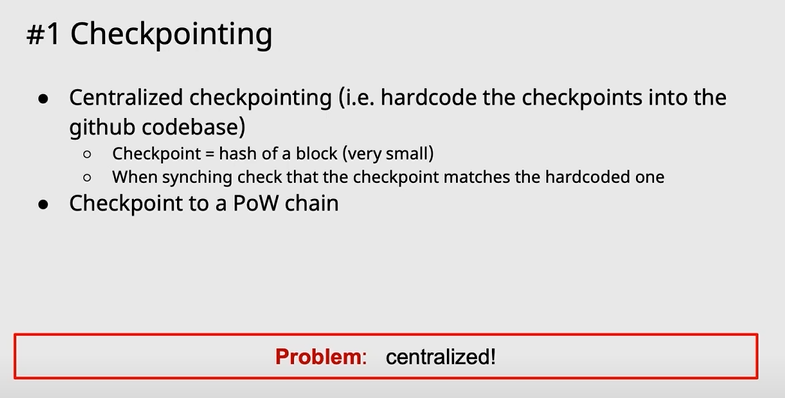 #1 Checkpointing
● Centralized checkpointing (i.e. hardcode the checkpoints into the
github codebase)
○ Checkpoint = hash of a block (very small)
○ When synching check that the checkpoint matches the hardcoded one
● Checkpoint to a PoW chain
Problem: centralized!